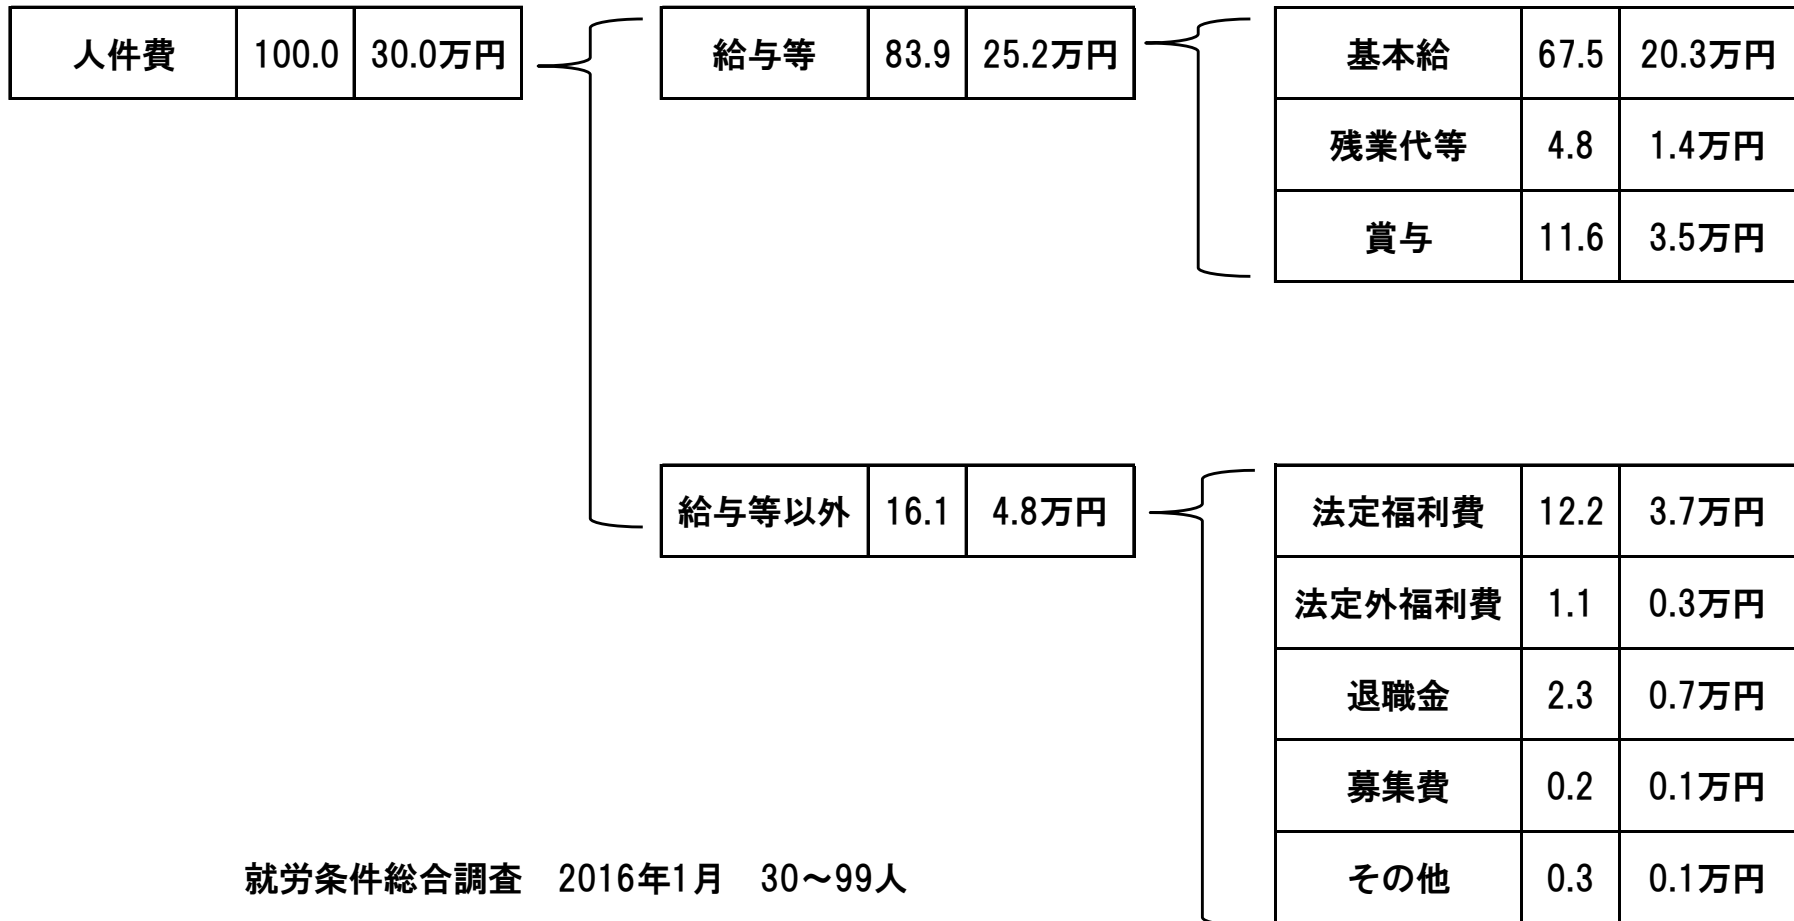 人件費 100.0 30.0万円
給与等 83.9 25.2万円
基本給 67.5 20.3万円
残業代等 4.8 1.4万円
賞与 11.6 3.5万円
給与等以外 16.1 4.8万円
法定福利費 12.2 3.7万円
法定外福利費 1.1 0.3万円
退職金 2.3 0.7万円
募集費 0.2 0.1万円
その他 0.3 0.1万円
就労条件総合調査　2016年1月　30～99人